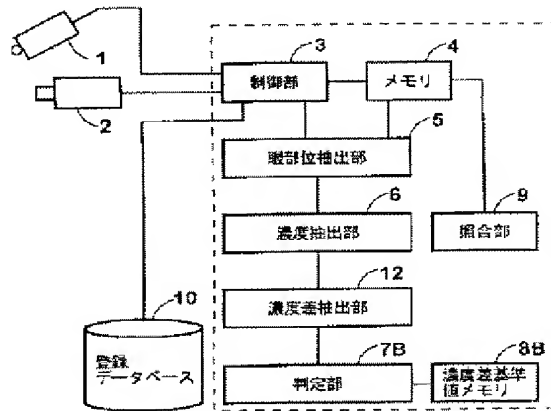 1
2
3
制御部
4
メモリ
5
眼部位抽出部
6
濃度抽出部
9
照合部
12
濃度差抽出部
10
登録
データベース
7B
判定部
8B
濃度差基準
値メモリ